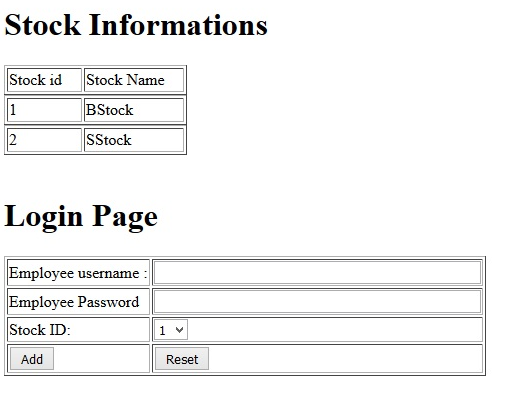 Stock Informations
Stock id Stock Name
1 BStock
2 SStock
Login Page
Employee username :
Employee Password
Stock ID: 1
Add Reset